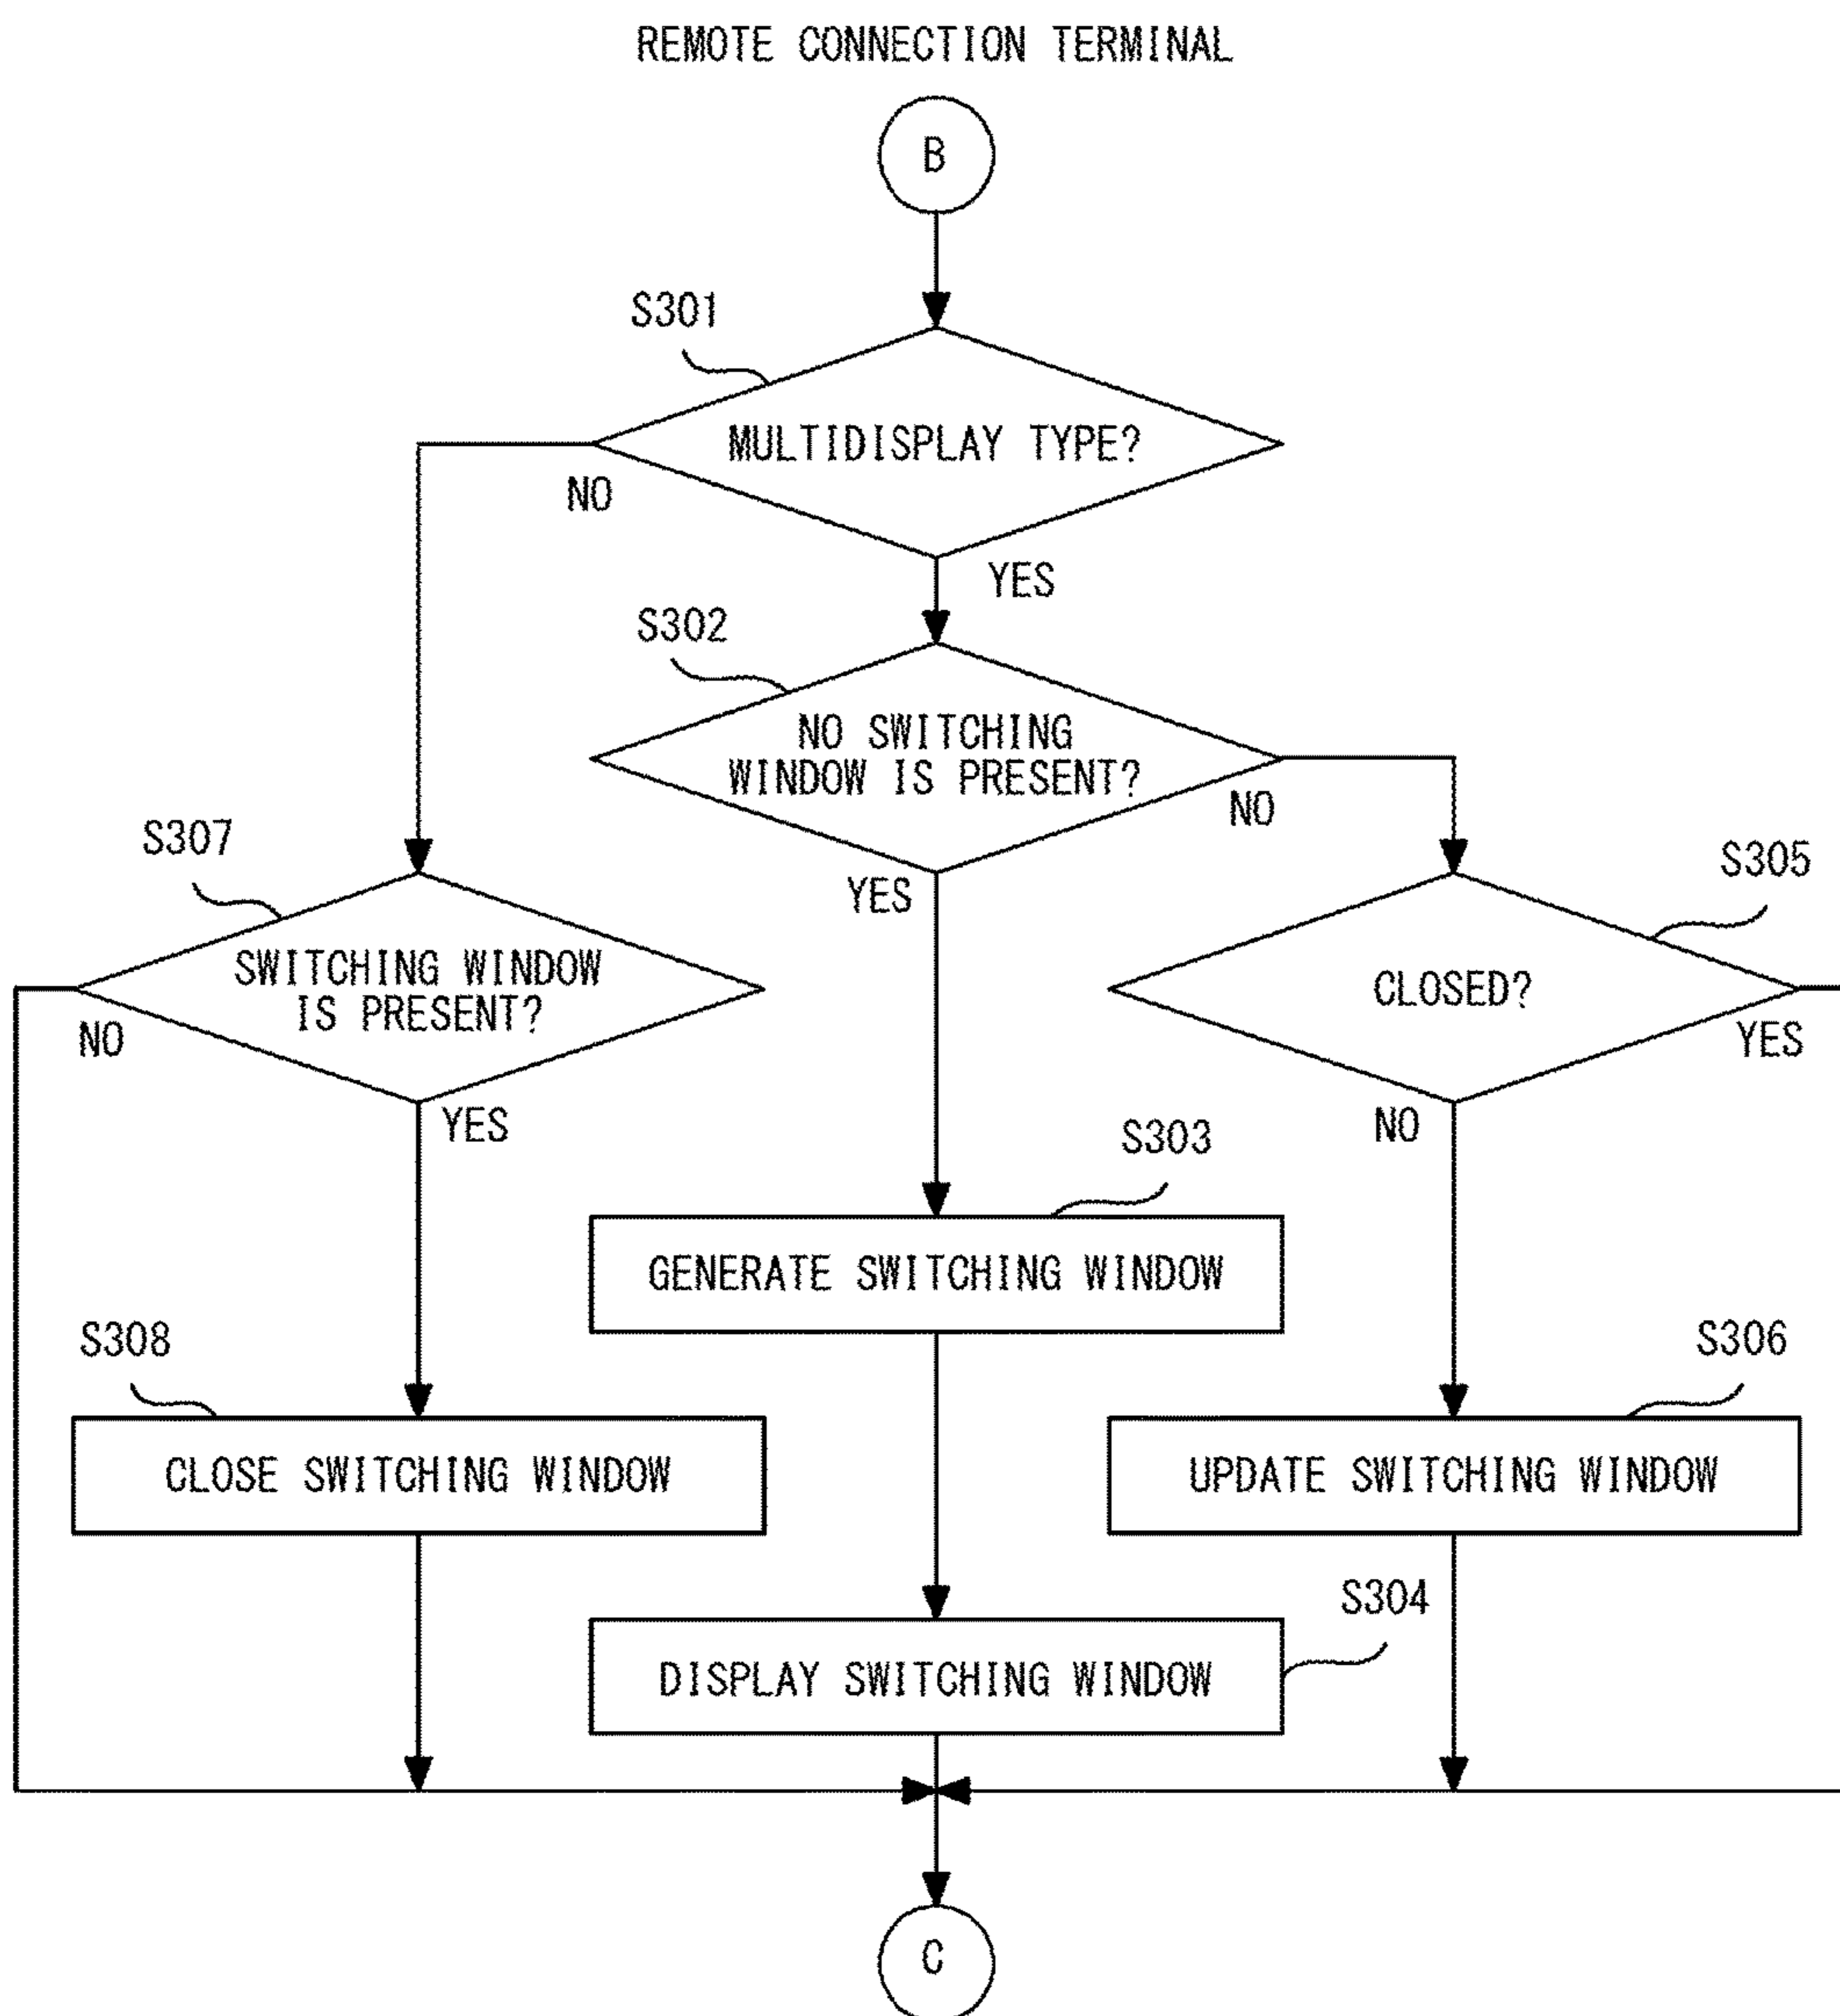 REMOTE CONNECTION TERMINAL
B
S301
MULTIDISPLAY TYPE?
NO
YES
S302
NO SWITCHING
WINDOW IS PRESENT?
NO
YES
S307
SWITCHING WINDOW
IS PRESENT?
NO
YES
S305
CLOSED?
YES
NO
S303
GENERATE SWITCHING WINDOW
S308
CLOSE SWITCHING WINDOW
S306
UPDATE SWITCHING WINDOW
S304
DISPLAY SWITCHING WINDOW
C